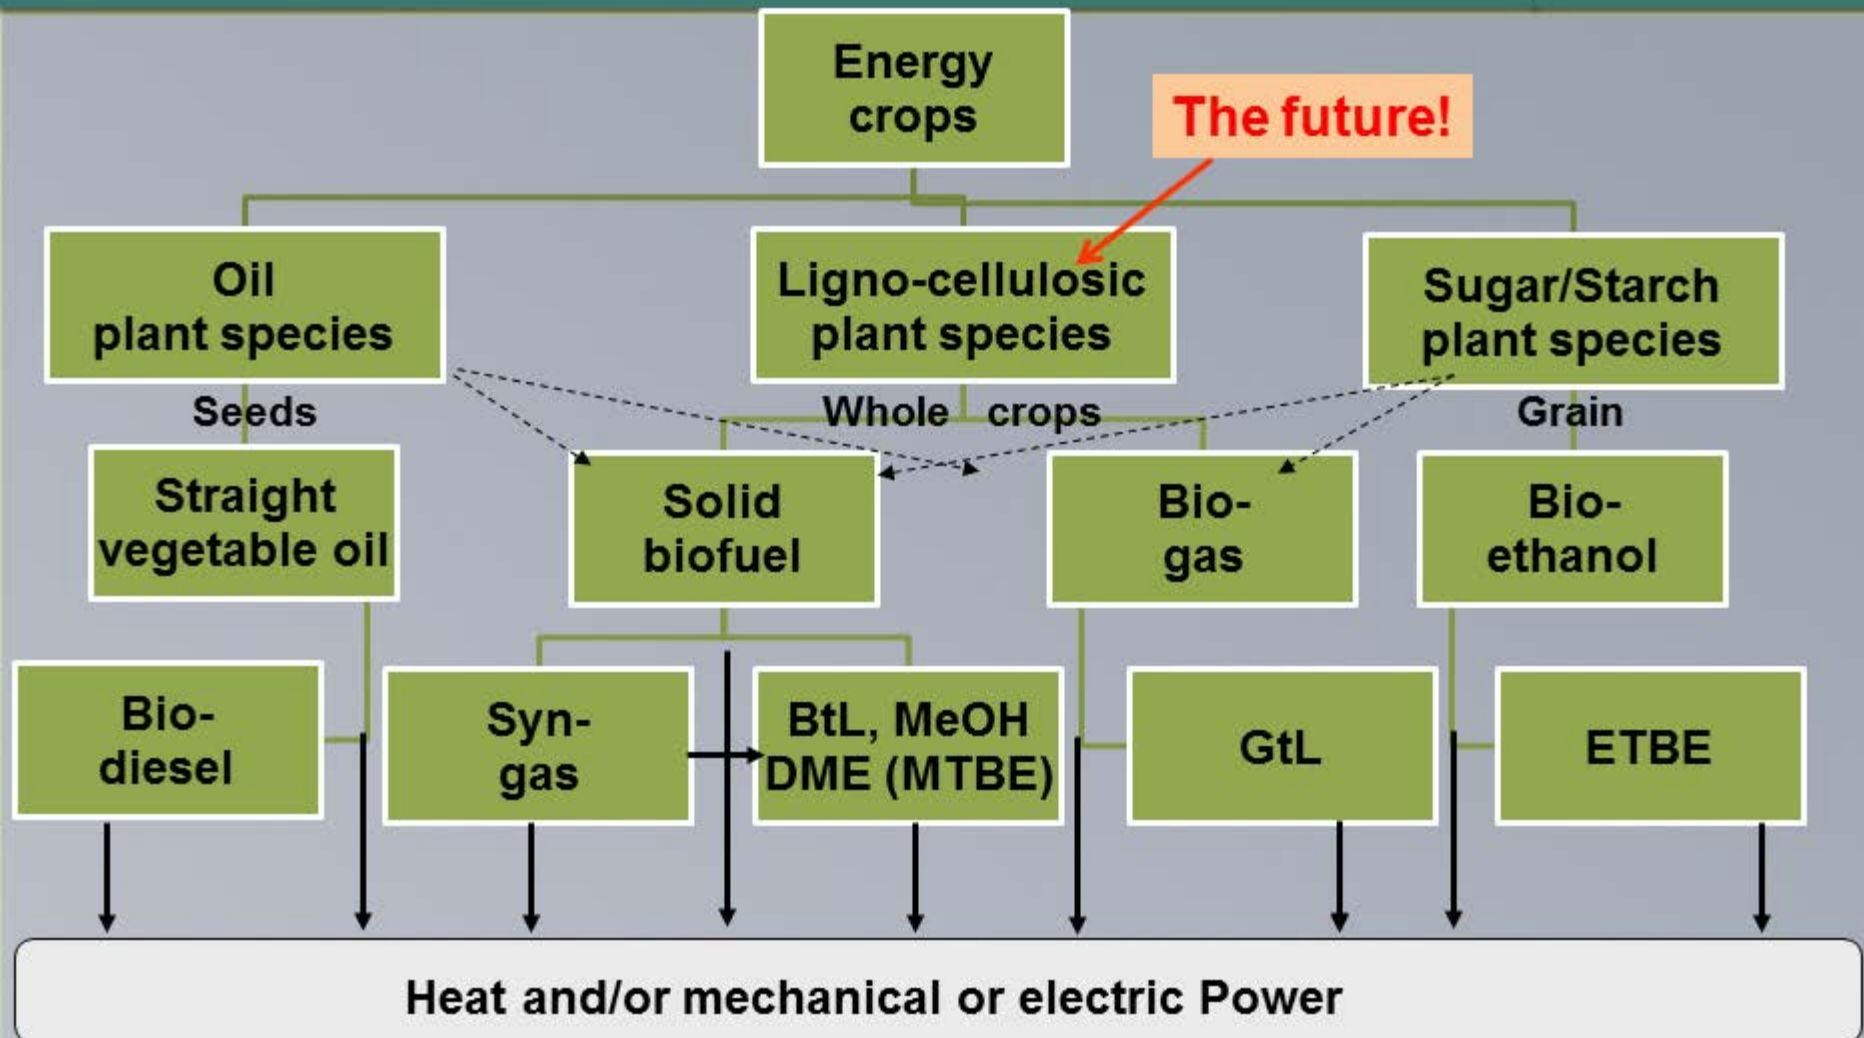 Energy
crops
The future!
Oil
plant species
Ligno-cellulosic
plant species
Sugar/Starch
plant species
Seeds
Whole crops
Grain
Straight
vegetable oil
Solid
biofuel
Bio-
gas
Bio-
ethanol
Bio-
diesel
Syn-
gas
BtL, MeOH
DME (MTBE)
GtL
ETBE
Heat and/or mechanical or electric Power